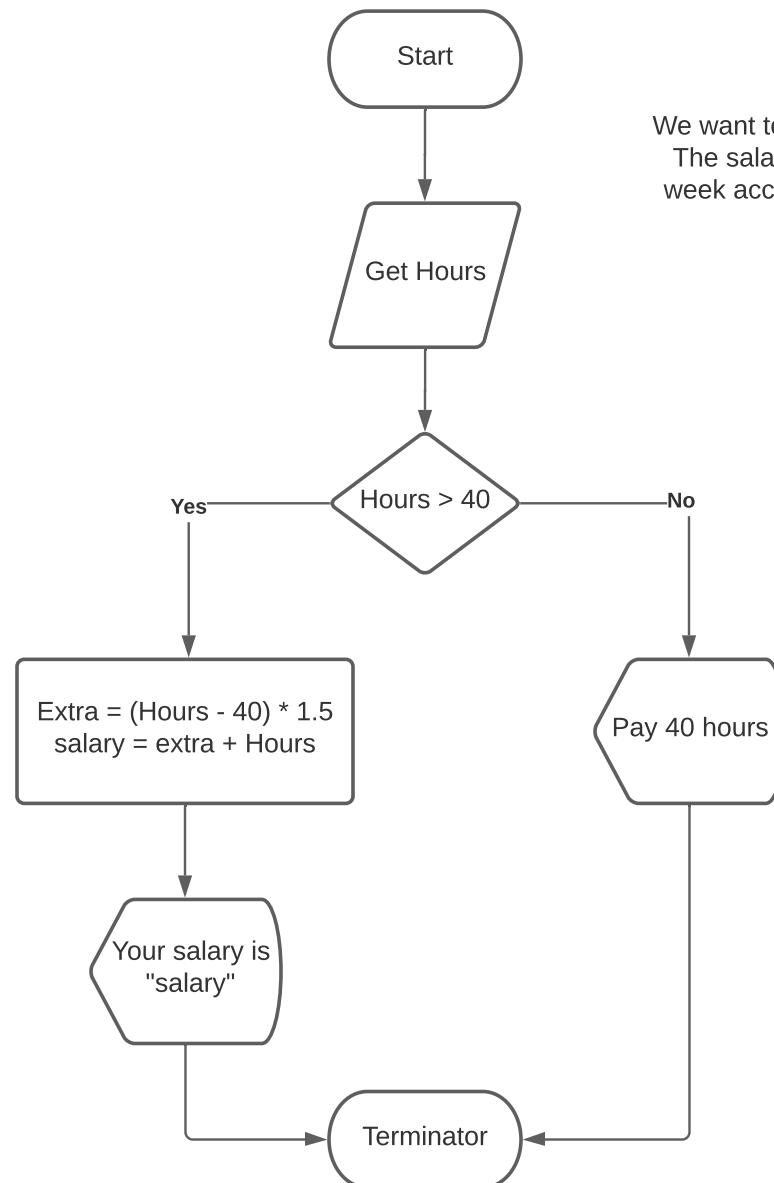 Start
We want t
The sala
week acc
Get Hours
Hours > 40
Yes
No
Extra = (Hours - 40) * 1.5
salary = extra + Hours
Pay 40 hours
Your salary is
"salary"
Terminator